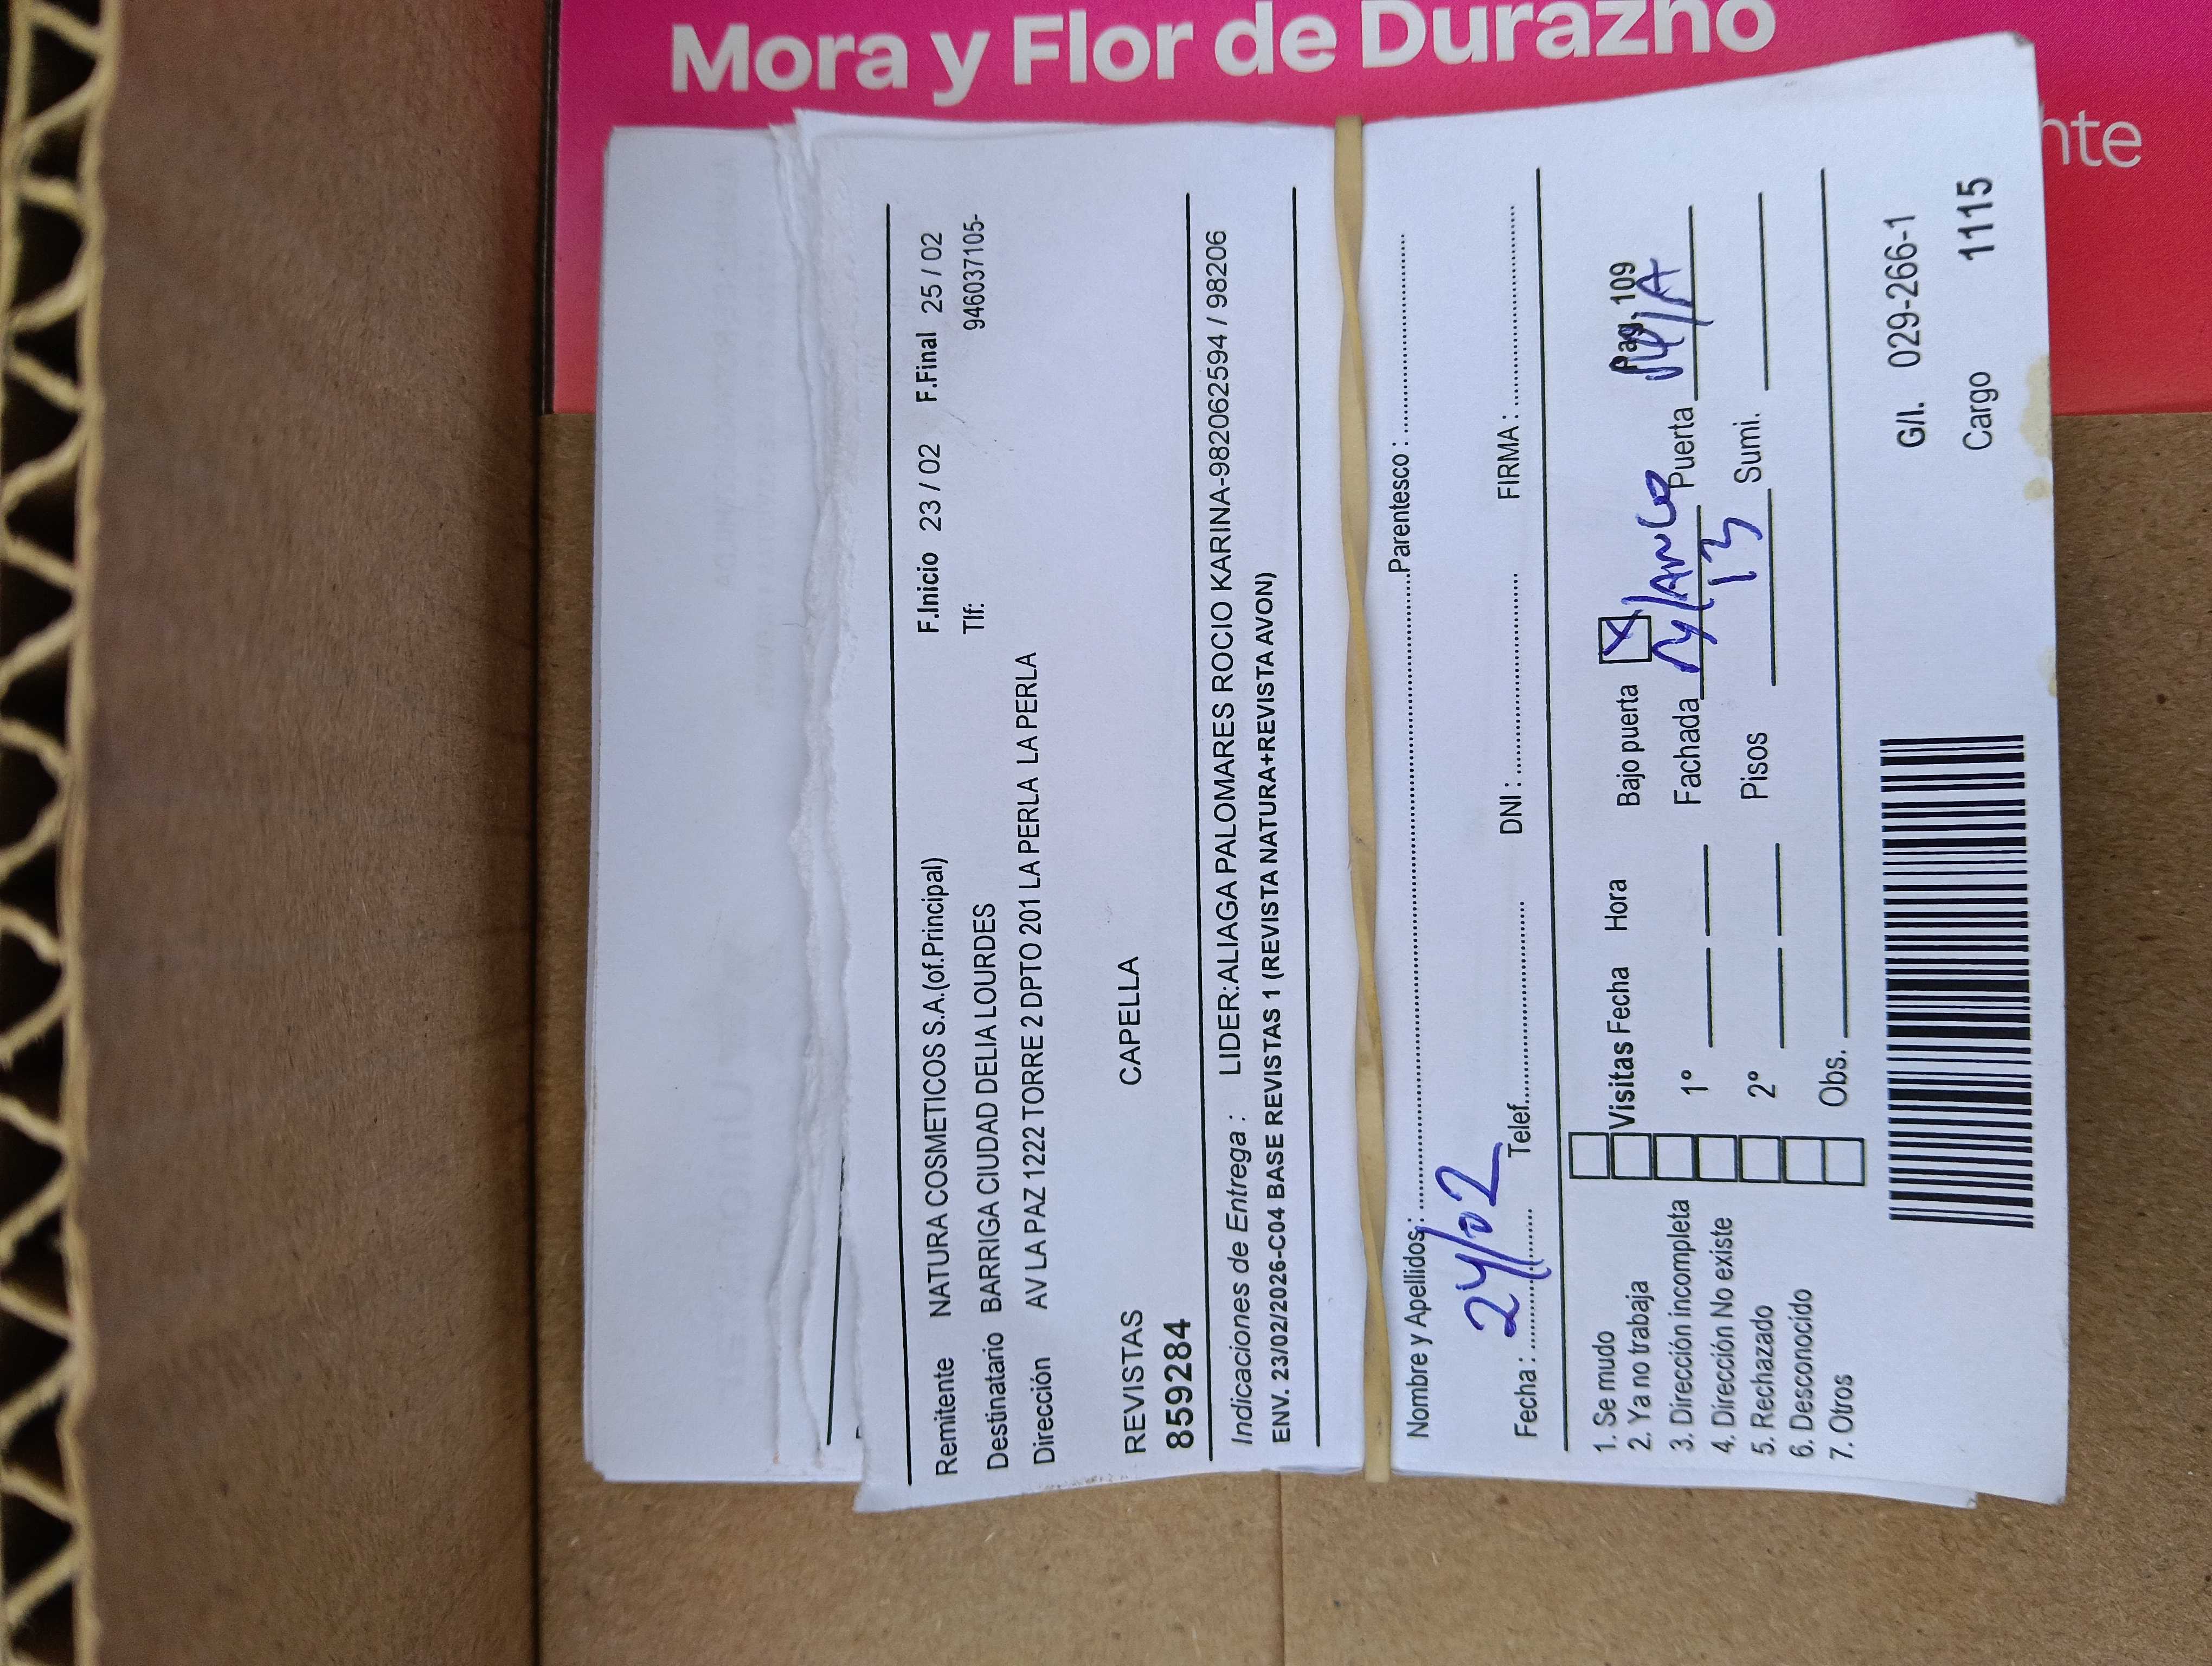 Mora y Flor de Durazno
nte
F.Inicio 23 / 02 F.Final 25 / 02
Remitente NATURA COSMETICOS S.A.(of.Principal)
Tlf: 946037105-
Destinatario BARRIGA CIUDAD DELIA LOURDES
Dirección AV LA PAZ 1222 TORRE 2 DPTO 201 LA PERLA LA PERLA
REVISTAS CAPELLA
859284
Indicaciones de Entrega : LIDER:ALIAGA PALOMARES ROCIO KARINA-982062594 / 98206
ENV. 23/02/2026-C04 BASE REVISTAS 1 (REVISTA NATURA+REVISTA AVON)
Nombre y Apellidos: Parentesco :
Fecha : 24/02 Telef. DNI : FIRMA :
1. Se mudo
2. Ya no trabaja
3. Dirección incompleta
4. Dirección No existe
5. Rechazado
6. Desconocido
7. Otros
Visitas Fecha Hora
1º
2º
Obs.
Bajo puerta X Pag. 109
Fachada Puerta
Pisos 13 Sumi.
G/I. 029-266-1
Cargo 1115